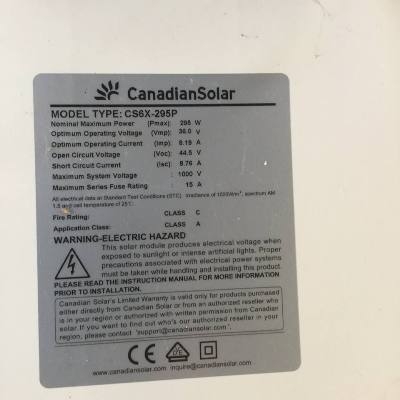 CanadianSolar
MODEL TYPE: CS6X-295P
Nominal Maximum Power (Pmax): 295 W
Optimum Operating Voltage (Vmp): 36.0 V
Optimum Operating Current (Imp): 8.19 A
Open Circuit Voltage (Voc): 44.5 V
Short Circuit Current (Isc): 8.76 A
Maximum System Voltage 1000 V
Maximum Series Fuse Rating 15 A
All electrical data at Standard Test Conditions (STC). irradiance of 1000W/m², spectrum AM
1.5 and cell temperature of 25°C
Fire Rating: CLASS C
Application Class: CLASS A
WARNING-ELECTRIC HAZARD
This solar module produces electrical voltage when
exposed to sunlight or intense artificial lights. Proper
precautions associated with electrical power systems
must be taken while handling and installing this product.
PLEASE READ THE INSTRUCTION MANUAL FOR MORE INFORMATION
PRIOR TO INSTALLATION.
Canadian Solar's Limited Warranty is valid only for products purchased
either directly from Canadian Solar or from an authorized reseller who
is in your region or authorized with written permission from Canadian
Solar. If you want to find out who's our authorized reseller in
your region, please contact us at
"support@canadiansolar.com"
CE
www.canadiansolar.com inquire@canadiansolar.com